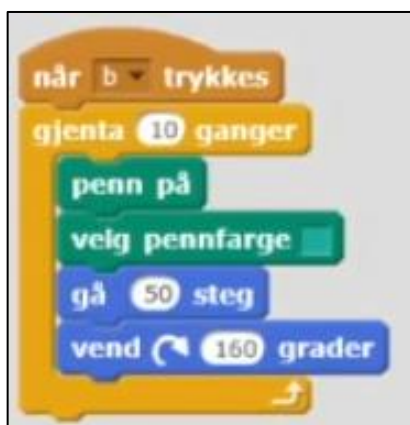 når b trykkes
gjenta 10 ganger
penn på
velg pennfarge
gå 50 steg
vend 160 grader